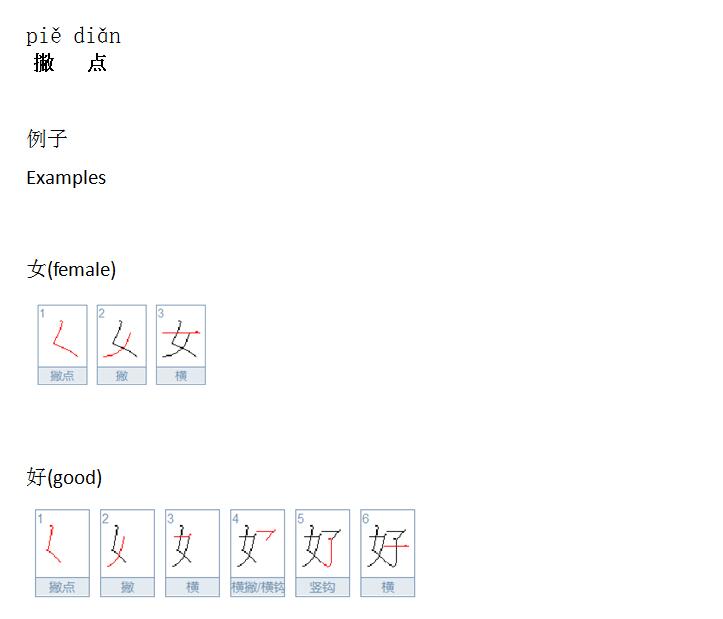 piě diǎn
撇 点
例子
Examples
女(female)
1 2 3
撇点 撇 横
好(good)
1 2 3 4 5 6
撇点 撇 横 横撇/横钩 竖钩 横